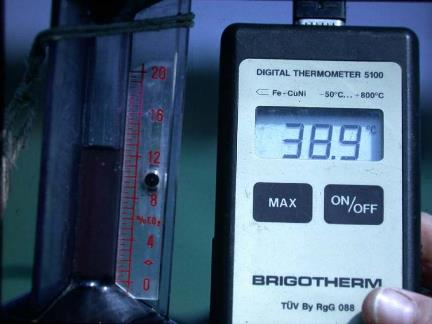 20
16
12
8
%CO₂
4
0
DIGITAL THERMOMETER 5100
Fe-CuNi -50°C... +800°C
38.9 °C
MAX
ON/OFF
BRIGOTHERM
TÜV By RgG 088